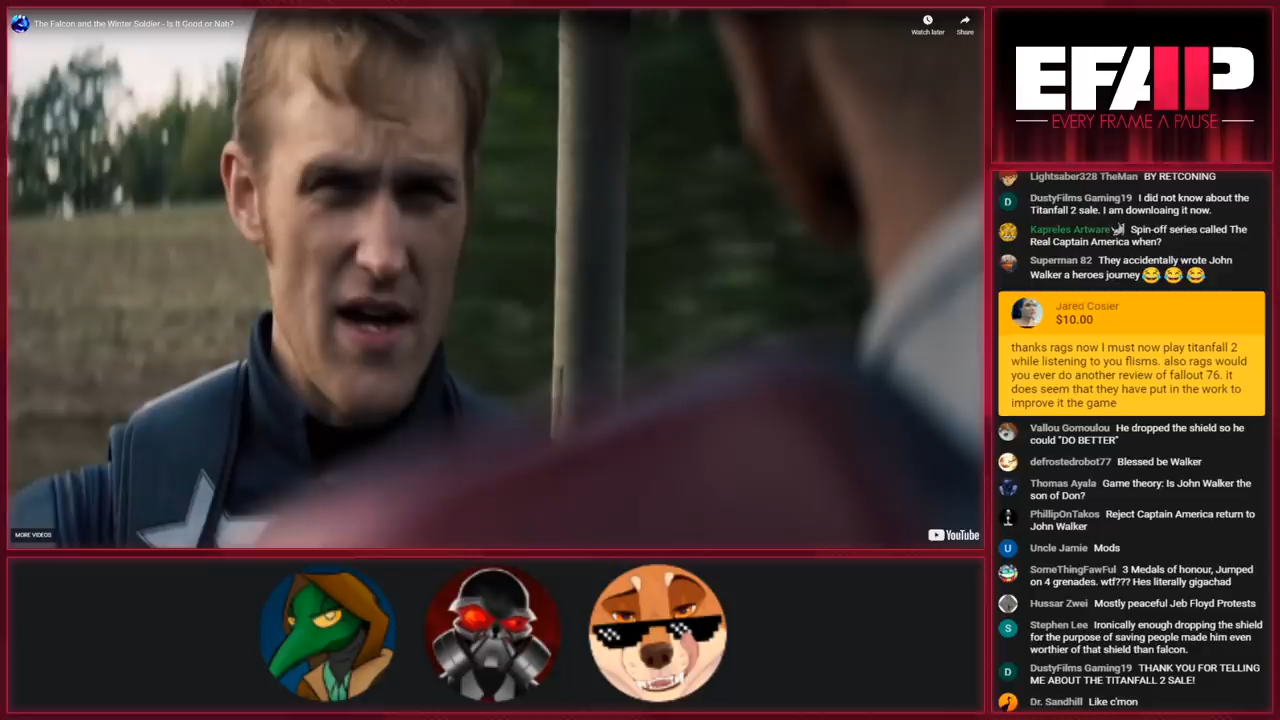 The Falcon and the Winter Soldier - Is It Good or Nah?
Watch later
Share
MORE VIDEOS
YouTube
EFAP
EVERY FRAME A PAUSE
Lightsaber328 TheMan BY RETCONING
D
DustyFilms Gaming19 I did not know about the
Titanfall 2 sale. I am downloaing it now.
Kapreles Artware Spin-off series called The
Real Captain America when?
Superman 82 They accidentally wrote John
Walker a heroes journey 😂 😂 😂
Jared Cosier
$10.00
thanks rags now I must now play titanfall 2
while listening to you flisms. also rags would
you ever do another review of fallout 76. it
does seem that they have put in the work to
improve it the game
Vallou Gomoulou He dropped the shield so he
could "DO BETTER"
defrostedrobot77 Blessed be Walker
Thomas Ayala Game theory: Is John Walker the
son of Don?
PhillipOnTakos Reject Captain America return to
John Walker
U
Uncle Jamie Mods
SomeThingFawFul 3 Medals of honour, Jumped
on 4 grenades. wtf??? Hes literally gigachad
Hussar Zwei Mostly peaceful Jeb Floyd Protests
S
Stephen Lee Ironically enough dropping the shield
for the purpose of saving people made him even
worthier of that shield than falcon.
D
DustyFilms Gaming19 THANK YOU FOR TELLING
ME ABOUT THE TITANFALL 2 SALE!
Dr. Sandhill Like c'mon